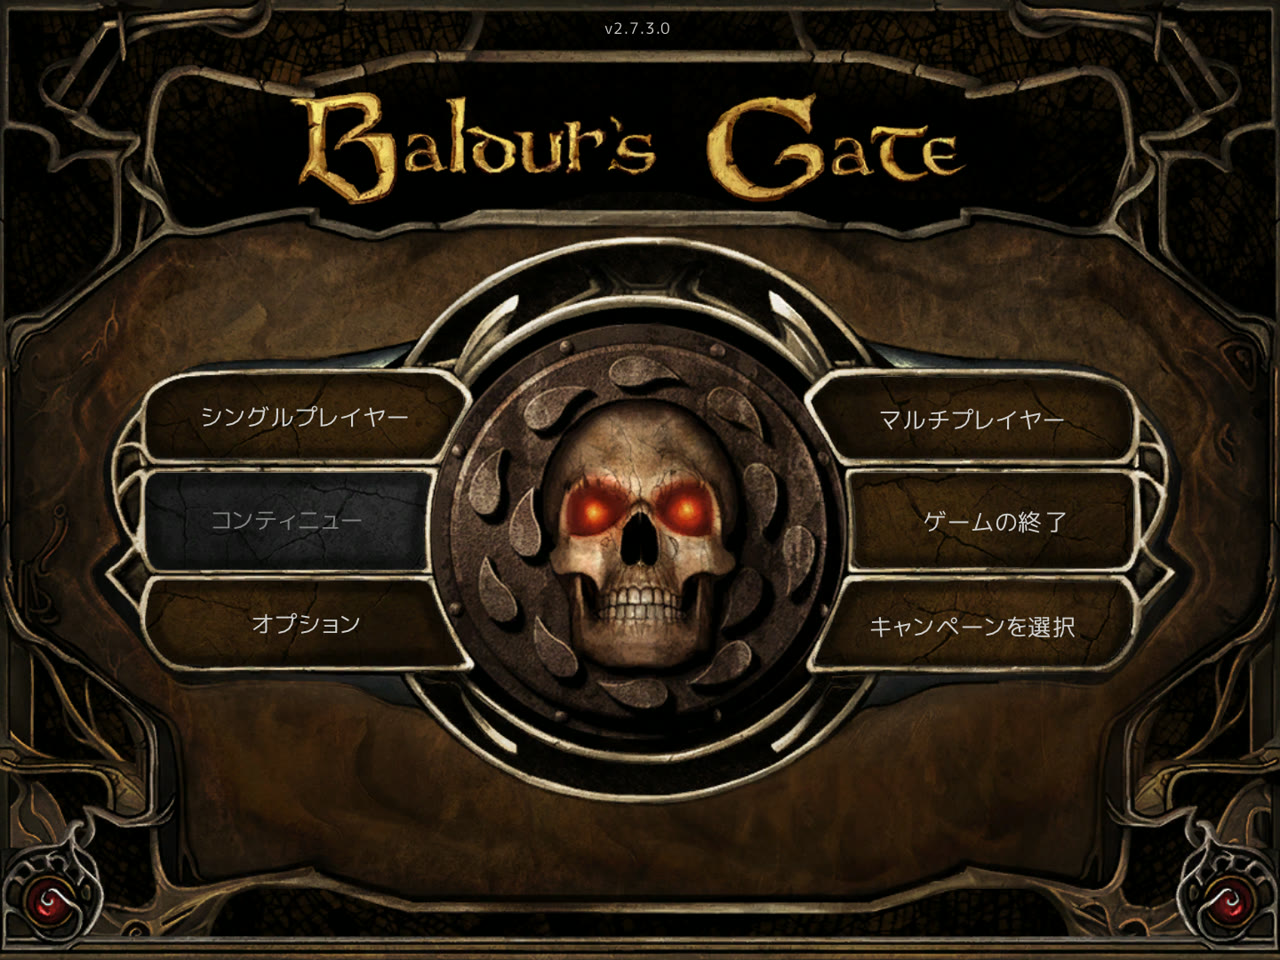 v2.7.3.0
Baldur's Gate
シングルプレイヤー
マルチプレイヤー
コンティニュー
ゲームの終了
オプション
キャンペーンを選択